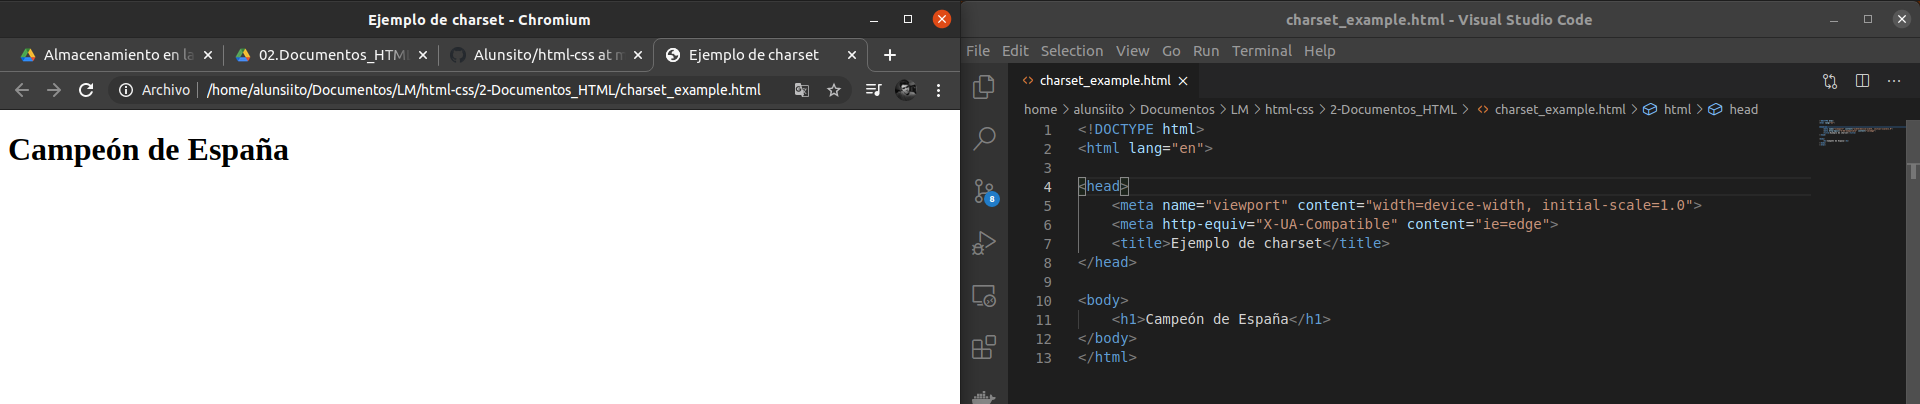 Ejemplo de charset - Chromium
Almacenamiento en la
02.Documentos_HTM
Alunsito/html-css at m
Ejemplo de charset
Archivo
/home/alunsiito/Documentos/LM/html-css/2-Documentos_HTML/charset_example.html
Campeón de España
charset_example.html - Visual Studio Code
File Edit Selection View Go Run Terminal Help
charset_example.html
home > alunsiito > Documentos > LM > html-css > 2-Documentos_HTML > <> charset_example.html > html > head
8
1 <!DOCTYPE html>
2 <html lang="en">
3
4 <head>
5 <meta name="viewport" content="width=device-width, initial-scale=1.0">
6 <meta http-equiv="X-UA-Compatible" content="ie=edge">
7 <title>Ejemplo de charset</title>
8 </head>
9
10 <body>
11 <h1>Campeón de España</h1>
12 </body>
13 </html>